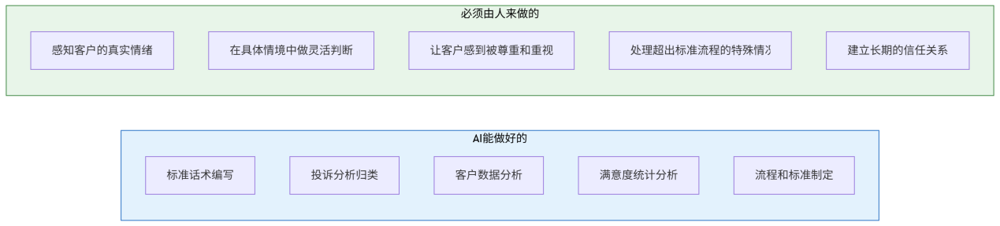 必须由人来做的
感知客户的真实情绪
在具体情境中做灵活判断
让客户感到被尊重和重视
处理超出标准流程的特殊情况
建立长期的信任关系
AI能做好的
标准话术编写
投诉分析归类
客户数据分析
满意度统计分析
流程和标准制定